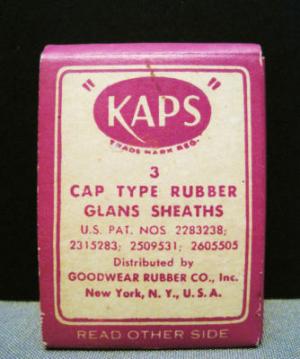 "KAPS"
TRADE MARK REG.
3
CAP TYPE RUBBER
GLANS SHEATHS
U.S. PAT. NOS 2283238;
2315283; 2509531; 2605505
Distributed by
GOODWEAR RUBBER CO., Inc.
New York, N. Y., U. S. A.
READ OTHER SIDE